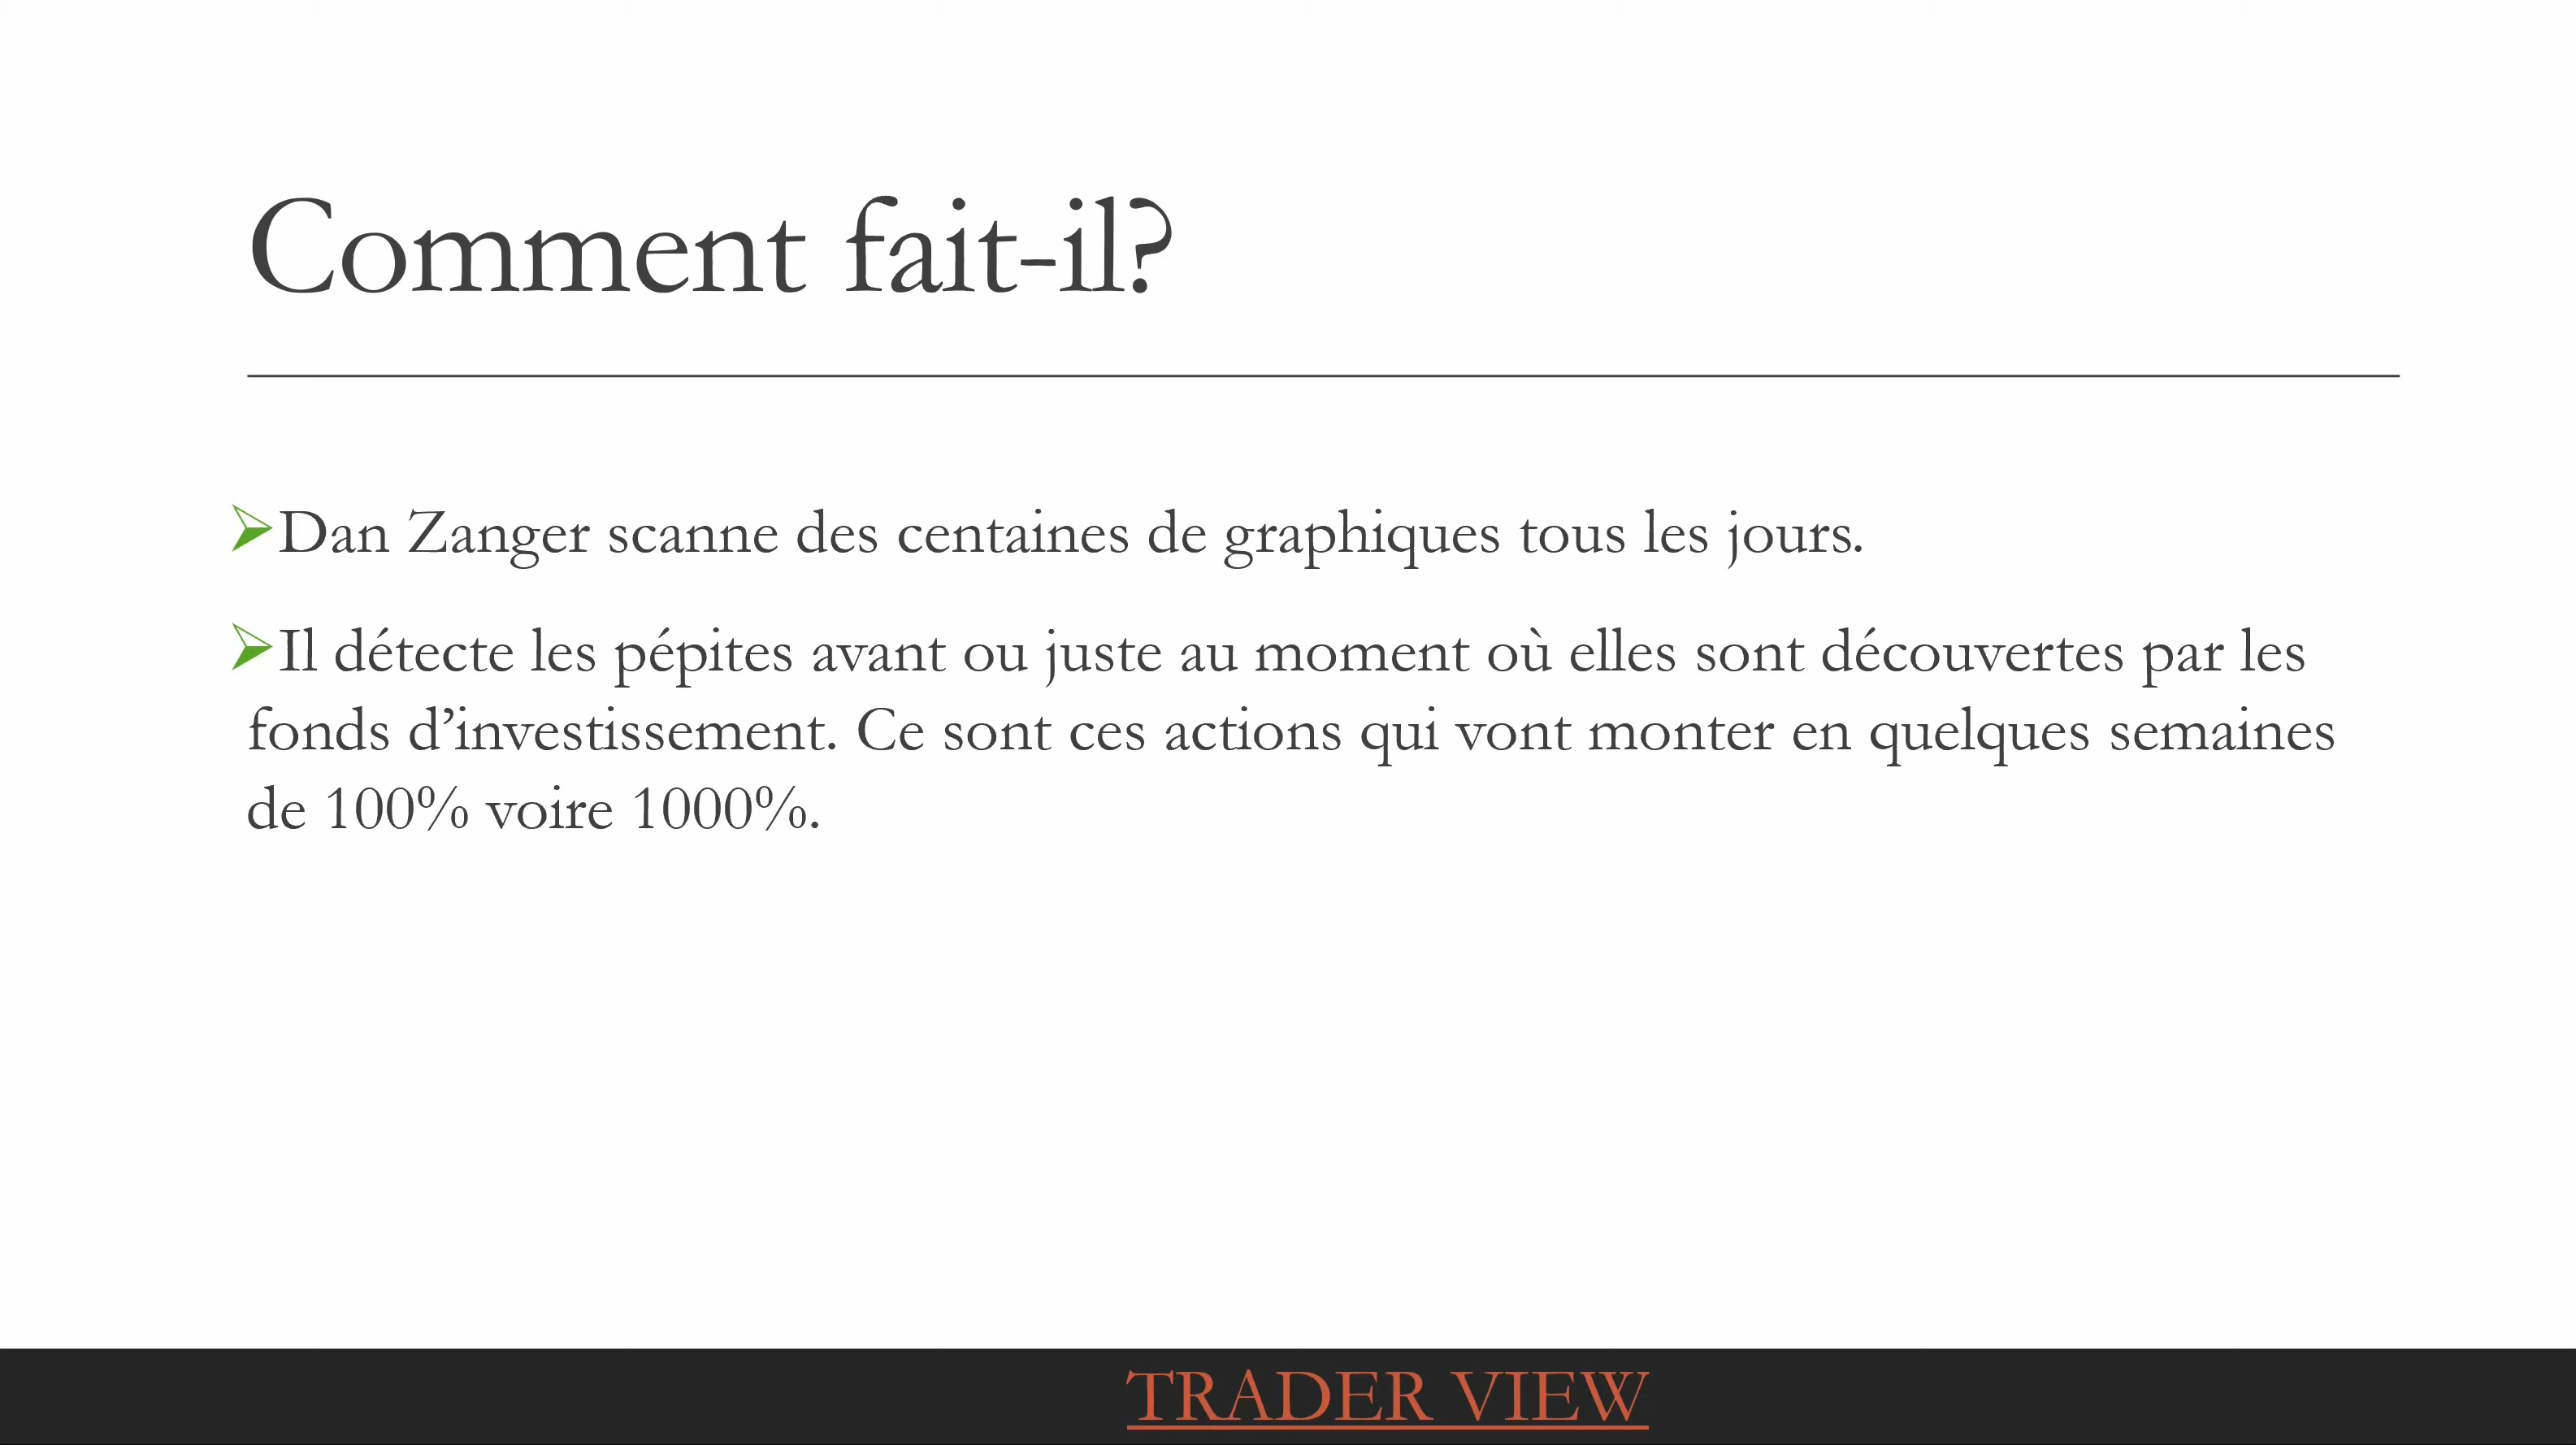 Comment fait-il?
Dan Zanger scanne des centaines de graphiques tous les jours.
Il détecte les pépites avant ou juste au moment où elles sont découvertes par les
fonds d’investissement. Ce sont ces actions qui vont monter en quelques semaines
de 100% voire 1000%.
TRADER VIEW